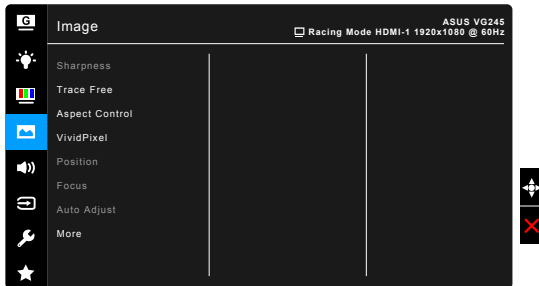 G
Image
ASUS VG245
Racing Mode HDMI-1 1920x1080 @ 60Hz
Sharpness
Trace Free
Aspect Control
VividPixel
Position
Focus
Auto Adjust
More